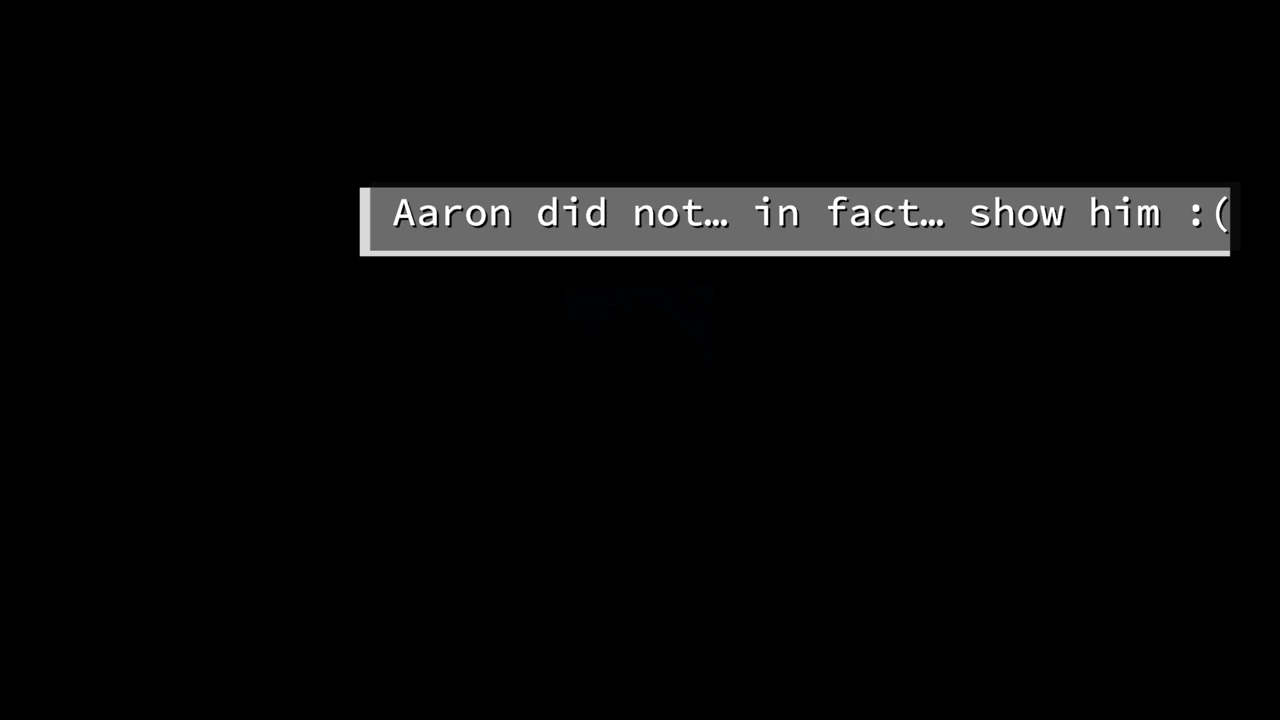 Aaron did not… in fact… show him :(